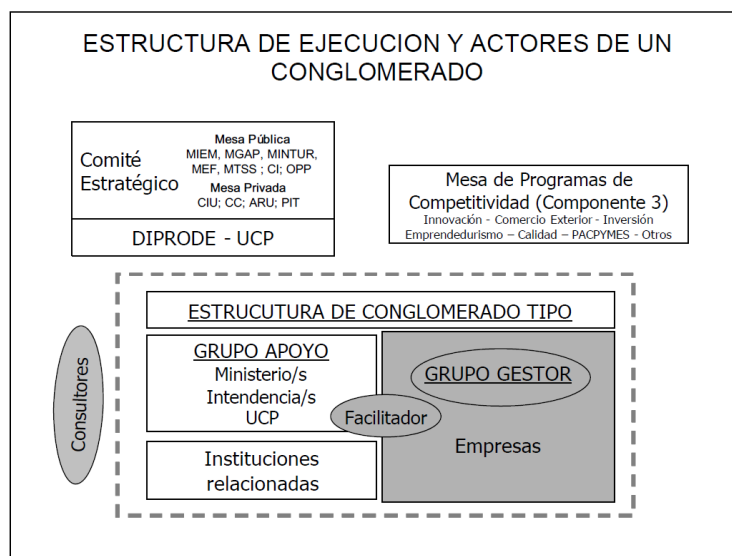 ESTRUCTURA DE EJECUCION Y ACTORES DE UN
CONGLOMERADO
Comité
Estratégico
Mesa Pública
MIEM, MGAP, MINTUR,
MEF, MTSS ; CI; OPP
Mesa Privada
CIU; CC; ARU; PIT
DIPRODE - UCP
Mesa de Programas de
Competitividad (Componente 3)
Innovación - Comercio Exterior - Inversión
Emprendedurismo – Calidad – PACPYMES - Otros
Consultores
ESTRUCUTURA DE CONGLOMERADO TIPO
GRUPO APOYO
Ministerio/s
Intendencia/s
UCP
Facilitador
GRUPO GESTOR
Empresas
Instituciones
relacionadas